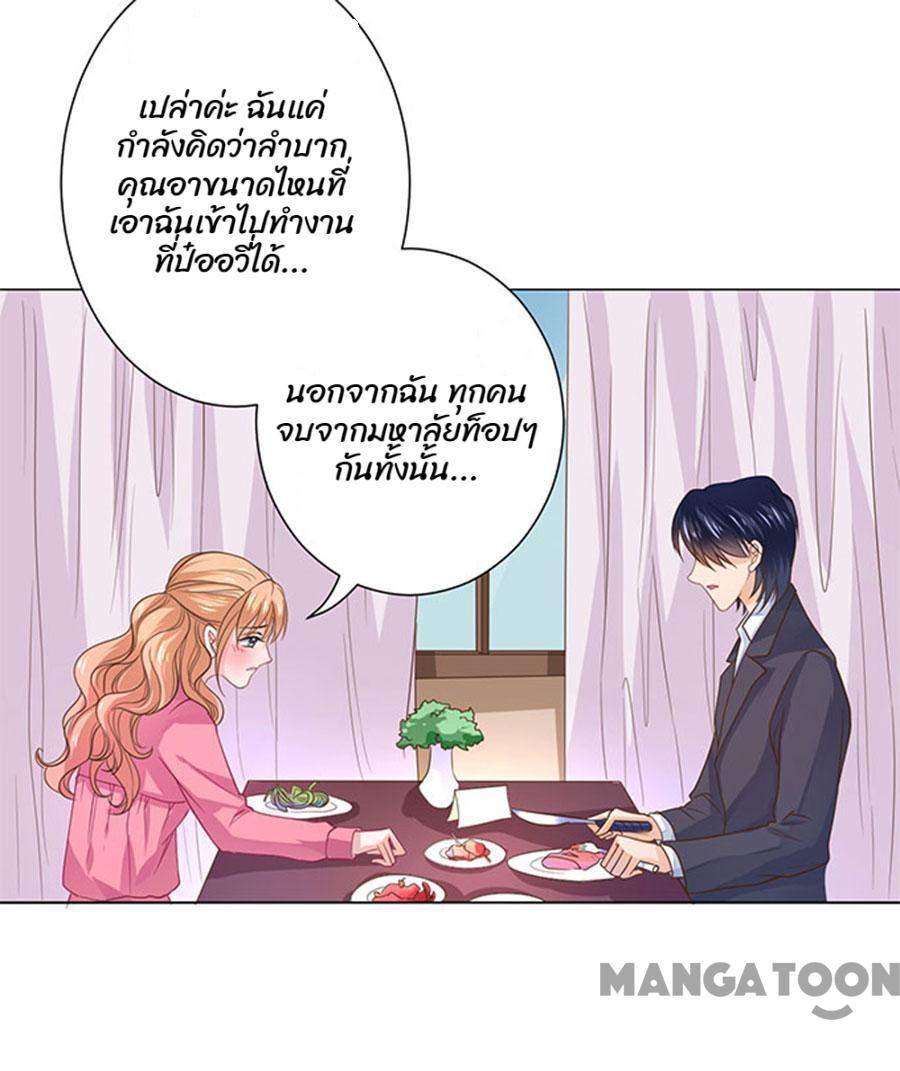 เปล่าค่ะ ฉันแค่
กำลังคิดว่าลำบาก
คุณอาขนาดไหนที่
เอาฉันเข้าไปทำงาน
ที่ป๋ออวี่ได้...
นอกจากฉัน ทุกคน
จบจากมหาลัยท็อปๆ
กันทั้งนั้น...
MANGATOON